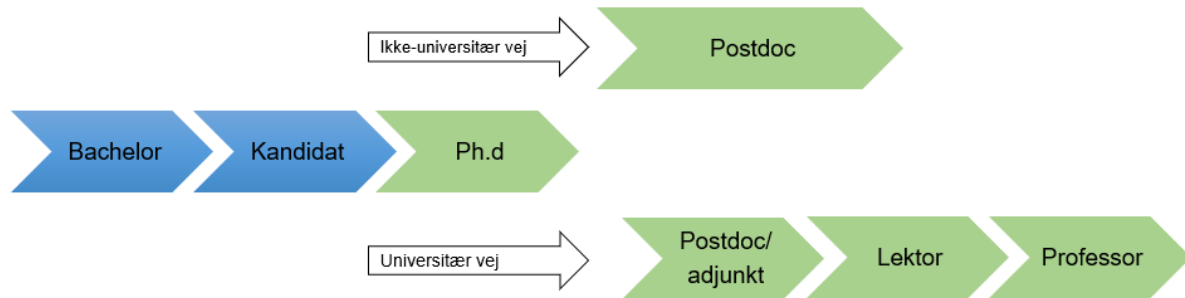 Ikke-universitær vej
Postdoc
Bachelor
Kandidat
Ph.d
Universitær vej
Postdoc/
adjunkt
Lektor
Professor